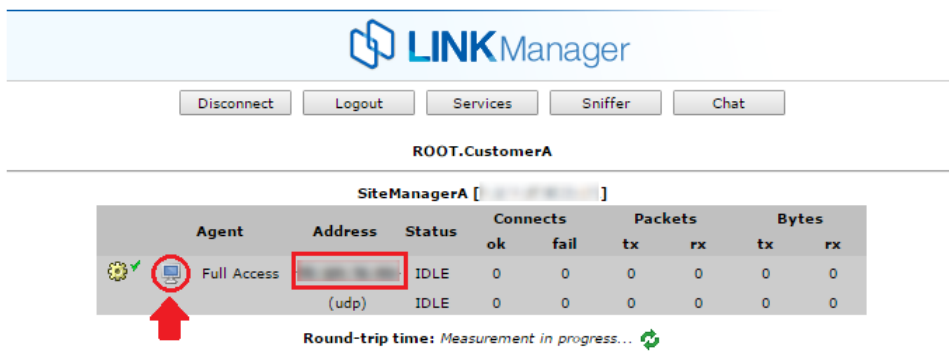 LINKManager
Disconnect Logout Services Sniffer Chat
ROOT.CustomerA
SiteManagerA [ ]
Agent Address Status Connects Packets Bytes
ok fail tx rx tx rx
Full Access IDLE 0 0 0 0 0 0
(udp) IDLE 0 0 0 0 0 0
Round-trip time: Measurement in progress...